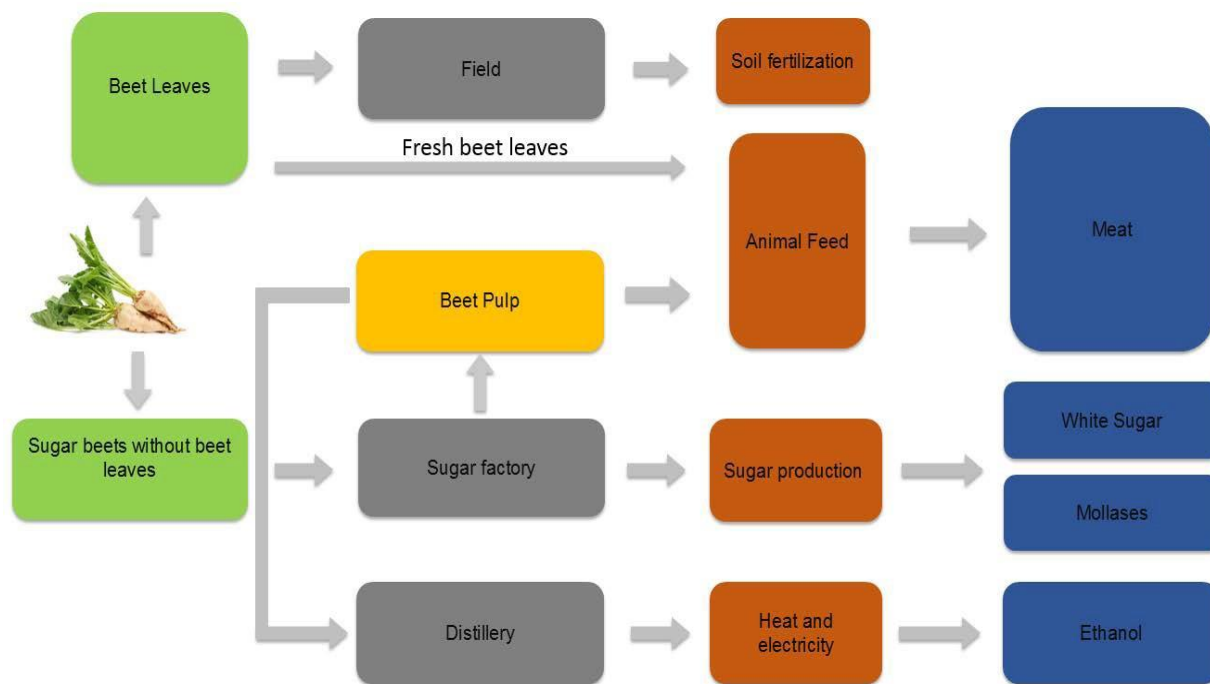 Beet Leaves
Field
Soil fertilization
Fresh beet leaves
Animal Feed
Meat
Beet Pulp
Sugar beets without beet
leaves
Sugar factory
Sugar production
White Sugar
Mollases
Distillery
Heat and
electricity
Ethanol